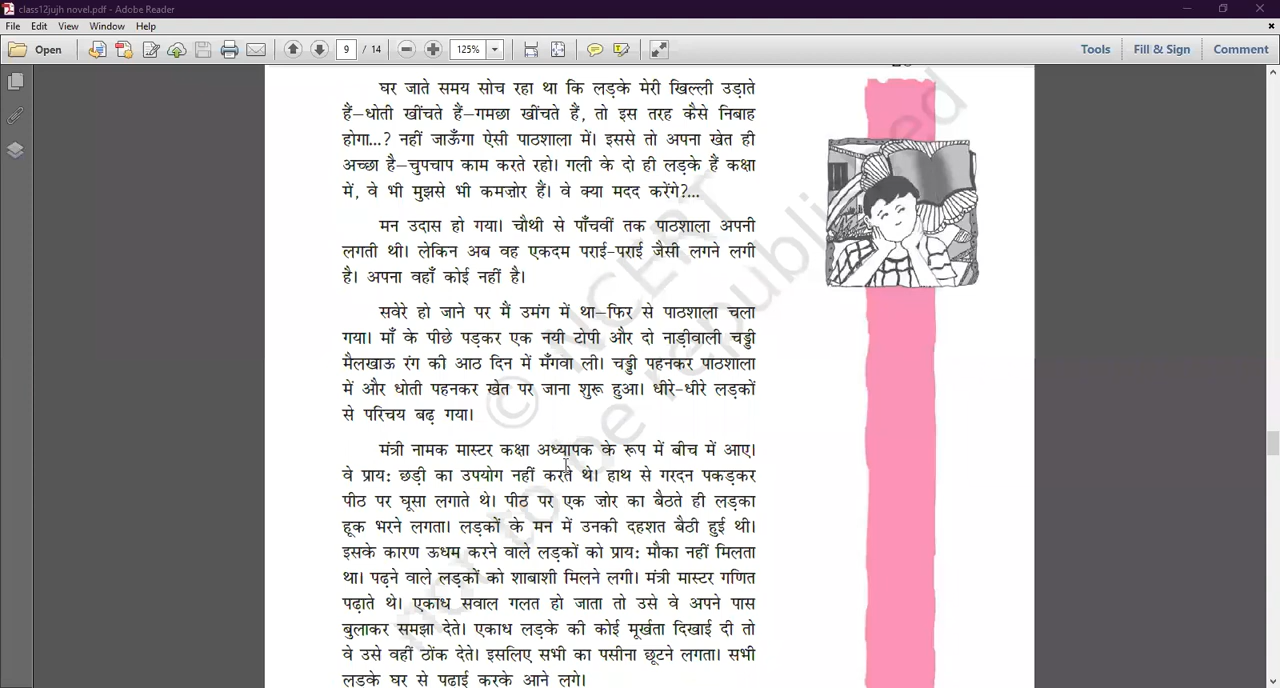 class12jujh novel.pdf - Adobe Reader
File Edit View Window Help
Open 9 / 14 125% Tools Fill & Sign Comment
घर जाते समय सोच रहा था कि लड़के मेरी खिल्ली उड़ाते
हैं–धोती खींचते हैं–गमछा खींचते हैं, तो इस तरह कैसे निबाह
होगा...? नहीं जाऊँगा ऐसी पाठशाला में। इससे तो अपना खेत ही
अच्छा है–चुपचाप काम करते रहो। गली के दो ही लड़के हैं कक्षा
में, वे भी मुझसे भी कमज़ोर हैं। वे क्या मदद करेंगे?...
मन उदास हो गया। चौथी से पाँचवीं तक पाठशाला अपनी
लगती थी। लेकिन अब वह एकदम पराई-पराई जैसी लगने लगी
है। अपना वहाँ कोई नहीं है।
सवेरे हो जाने पर मैं उमंग में था–फिर से पाठशाला चला
गया। माँ के पीछे पड़कर एक नयी टोपी और दो नाड़ीवाली चड्डी
मैलखाऊ रंग की आठ दिन में मँगवा ली। चड्डी पहनकर पाठशाला
में और धोती पहनकर खेत पर जाना शुरू हुआ। धीरे-धीरे लड़कों
से परिचय बढ़ गया।
मंत्री नामक मास्टर कक्षा अध्यापक के रूप में बीच में आए।
वे प्राय: छड़ी का उपयोग नहीं करते थे। हाथ से गरदन पकड़कर
पीठ पर घूसा लगाते थे। पीठ पर एक ज़ोर का बैठते ही लड़का
हूक भरने लगता। लड़कों के मन में उनकी दहशत बैठी हुई थी।
इसके कारण ऊधम करने वाले लड़कों को प्राय: मौका नहीं मिलता
था। पढ़ने वाले लड़कों को शाबाशी मिलने लगी। मंत्री मास्टर गणित
पढ़ाते थे। एकाध सवाल गलत हो जाता तो उसे वे अपने पास
बुलाकर समझा देते। एकाध लड़के की कोई मूर्खता दिखाई दी तो
वे उसे वहीं ठोंक देते। इसलिए सभी का पसीना छूटने लगता। सभी
लड़के घर से पढ़ाई करके आने लगे।
© NCERT
not to be republished